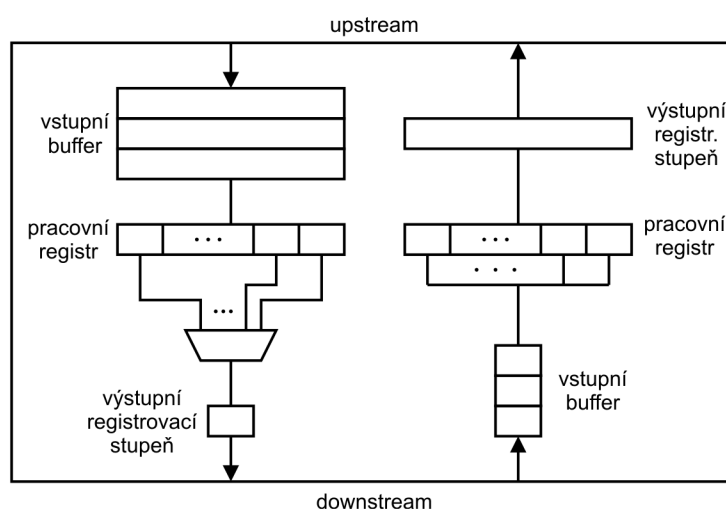 upstream
vstupní
buffer
výstupní
registr.
stupeň
pracovní
registr
...
...
pracovní
registr
...
...
vstupní
buffer
výstupní
registrovací
stupeň
downstream